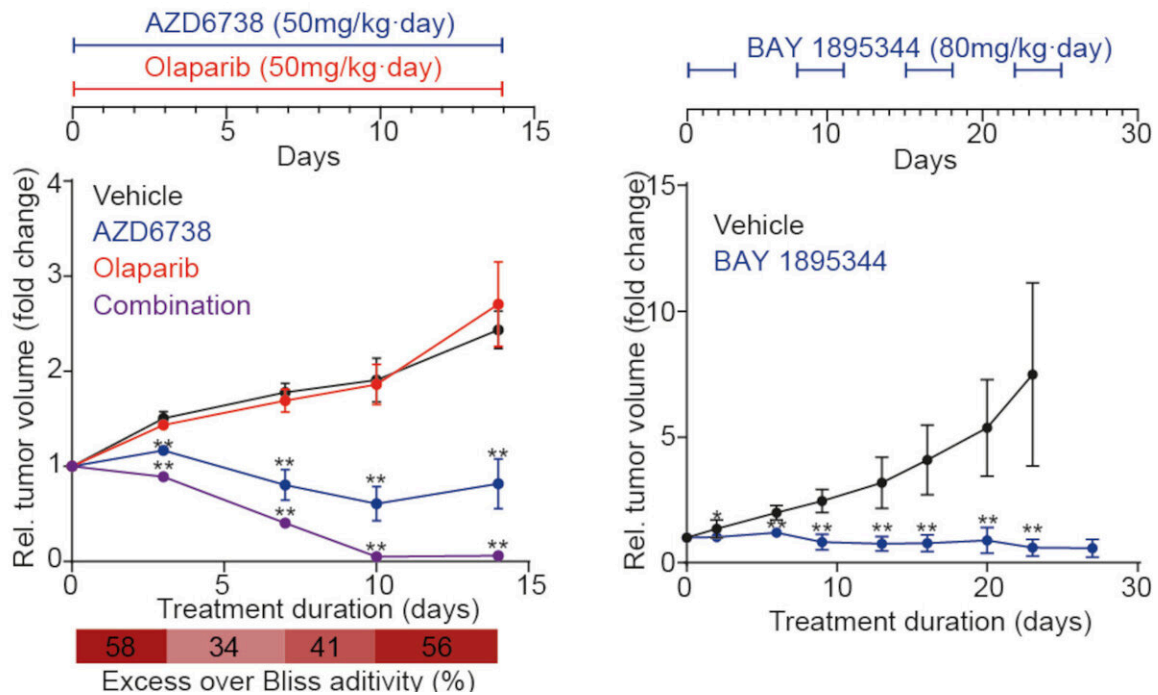 AZD6738 (50mg/kg·day)
Olaparib (50mg/kg·day)
0 5 10 15
Days
Rel. tumor volume (fold change)
4
3
2
1
0
Vehicle
AZD6738
Olaparib
Combination
** ** ** **
** ** ** **
0 5 10 15
Treatment duration (days)
58 34 41 56
Excess over Bliss aditivity (%)
BAY 1895344 (80mg/kg·day)
0 10 20 30
Days
Rel. tumor volume (fold change)
15
10
5
0
Vehicle
BAY 1895344
* ** ** ** ** ** **
0 10 20 30
Treatment duration (days)